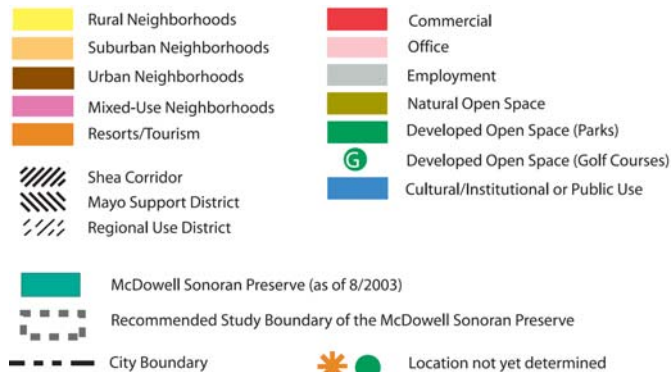 Rural Neighborhoods
Suburban Neighborhoods
Urban Neighborhoods
Mixed-Use Neighborhoods
Resorts/Tourism
Shea Corridor
Mayo Support District
Regional Use District
Commercial
Office
Employment
Natural Open Space
Developed Open Space (Parks)
G Developed Open Space (Golf Courses)
Cultural/Institutional or Public Use
McDowell Sonoran Preserve (as of 8/2003)
Recommended Study Boundary of the McDowell Sonoran Preserve
City Boundary
Location not yet determined